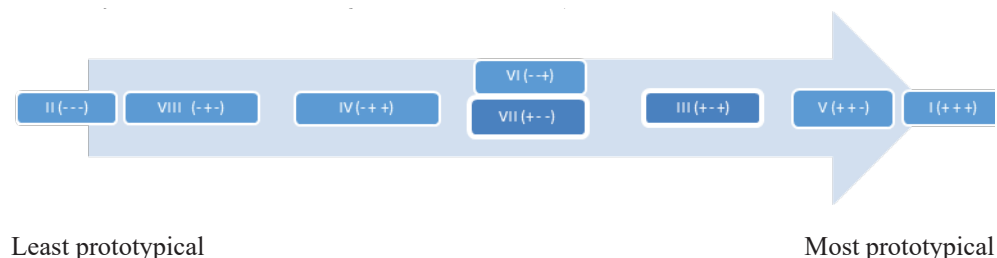 II (- - -)
VIII (- + -)
IV (- + +)
VI (- -+)
VII (+- -)
III (+- +)
V (+ + -)
I (+ + +)
Least prototypical
Most prototypical